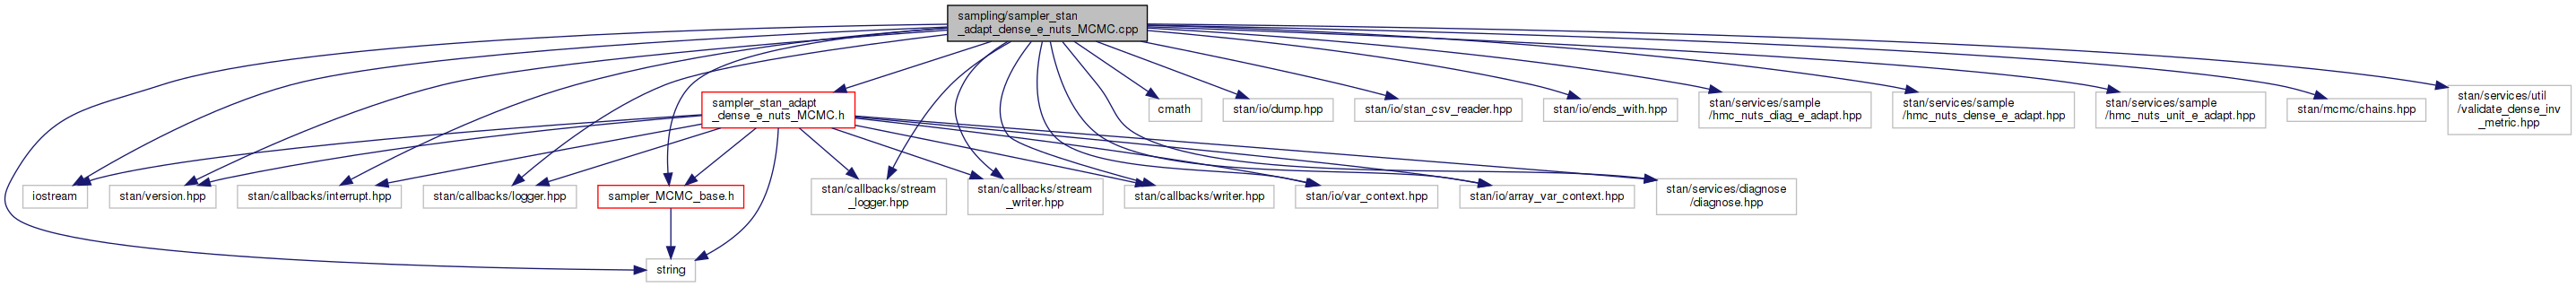 sampling/sampler_stan
_adapt_dense_e_nuts_MCMC.cpp
sampler_stan_adapt
_dense_e_nuts_MCMC.h
cmath
stan/io/dump.hpp
stan/io/stan_csv_reader.hpp
stan/io/ends_with.hpp
stan/services/sample
/hmc_nuts_diag_e_adapt.hpp
stan/services/sample
/hmc_nuts_dense_e_adapt.hpp
stan/services/sample
/hmc_nuts_unit_e_adapt.hpp
stan/mcmc/chains.hpp
stan/services/util
/validate_dense_inv
_metric.hpp
iostream
stan/version.hpp
stan/callbacks/interrupt.hpp
stan/callbacks/logger.hpp
sampler_MCMC_base.h
stan/callbacks/stream
_logger.hpp
stan/callbacks/stream
_writer.hpp
stan/callbacks/writer.hpp
stan/io/var_context.hpp
stan/io/array_var_context.hpp
stan/services/diagnose
/diagnose.hpp
string